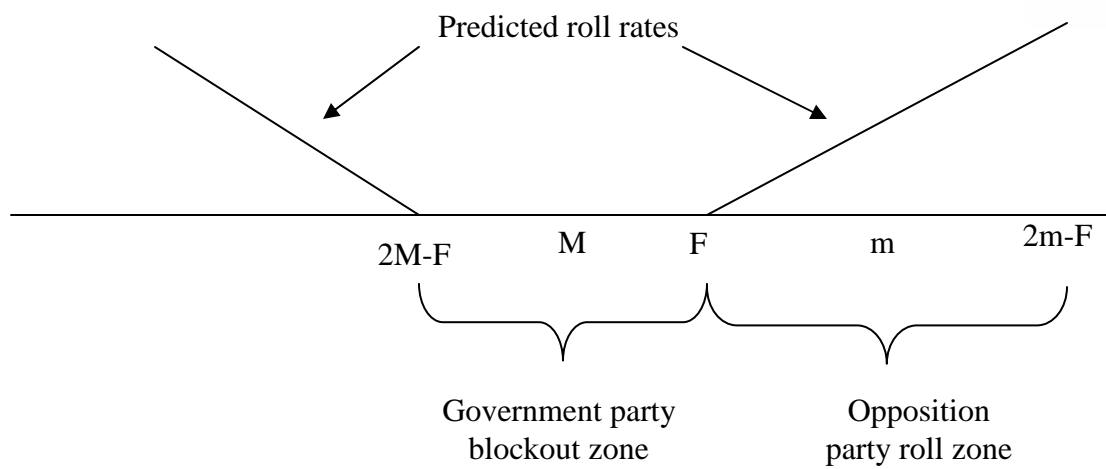 Predicted roll rates
2M-F M F m 2m-F
Government party
blockout zone
Opposition
party roll zone